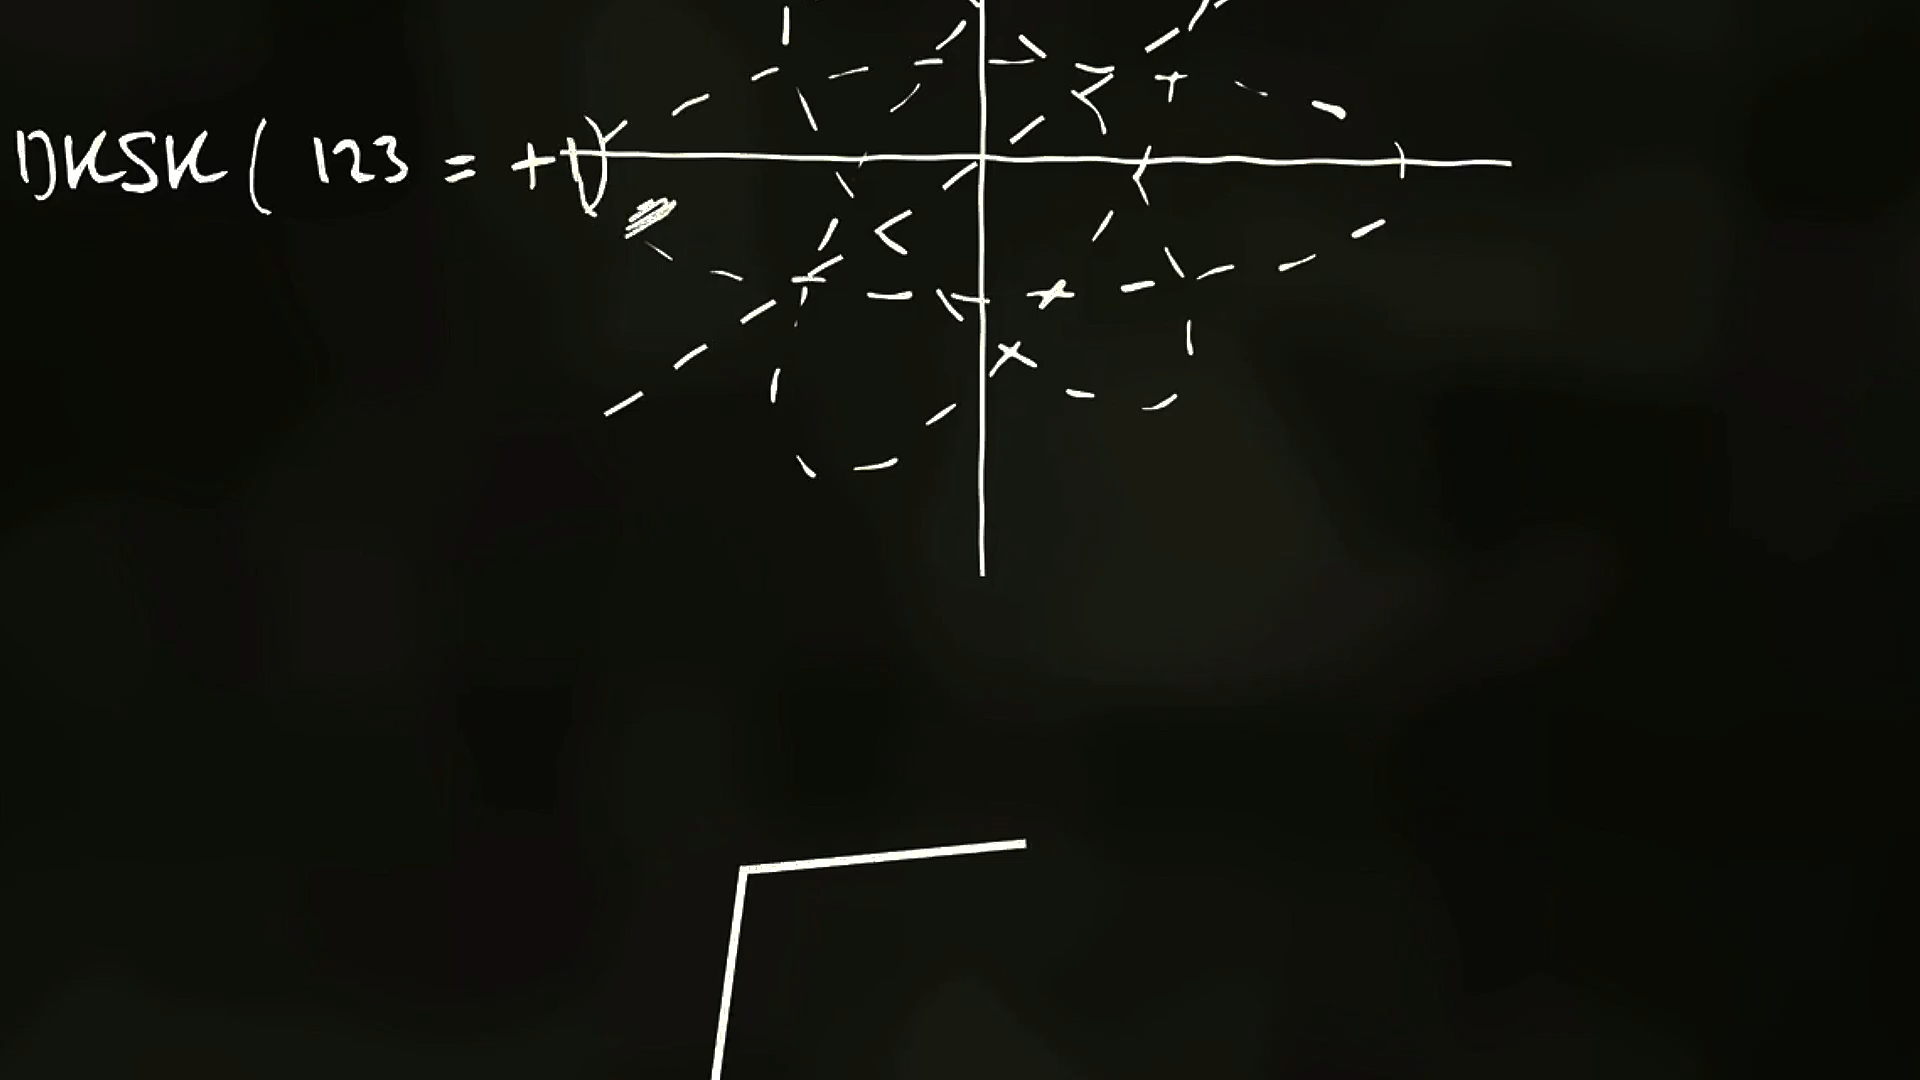 DKSK ( 123 = +1)